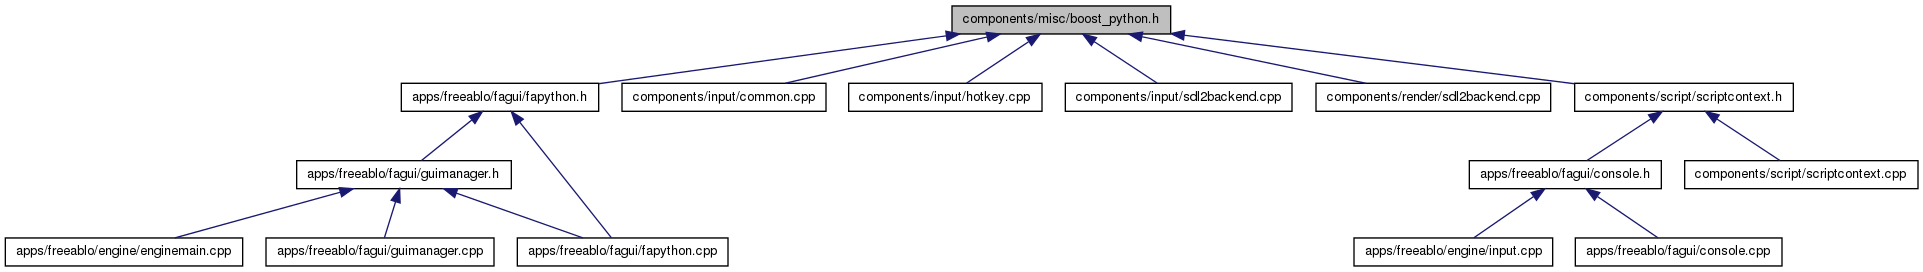 components/misc/boost_python.h
apps/freeablo/fagui/fapython.h
components/input/common.cpp
components/input/hotkey.cpp
components/input/sdl2backend.cpp
components/render/sdl2backend.cpp
components/script/scriptcontext.h
apps/freeablo/fagui/guimanager.h
apps/freeablo/fagui/console.h
components/script/scriptcontext.cpp
apps/freeablo/engine/enginemain.cpp
apps/freeablo/fagui/guimanager.cpp
apps/freeablo/fagui/fapython.cpp
apps/freeablo/engine/input.cpp
apps/freeablo/fagui/console.cpp